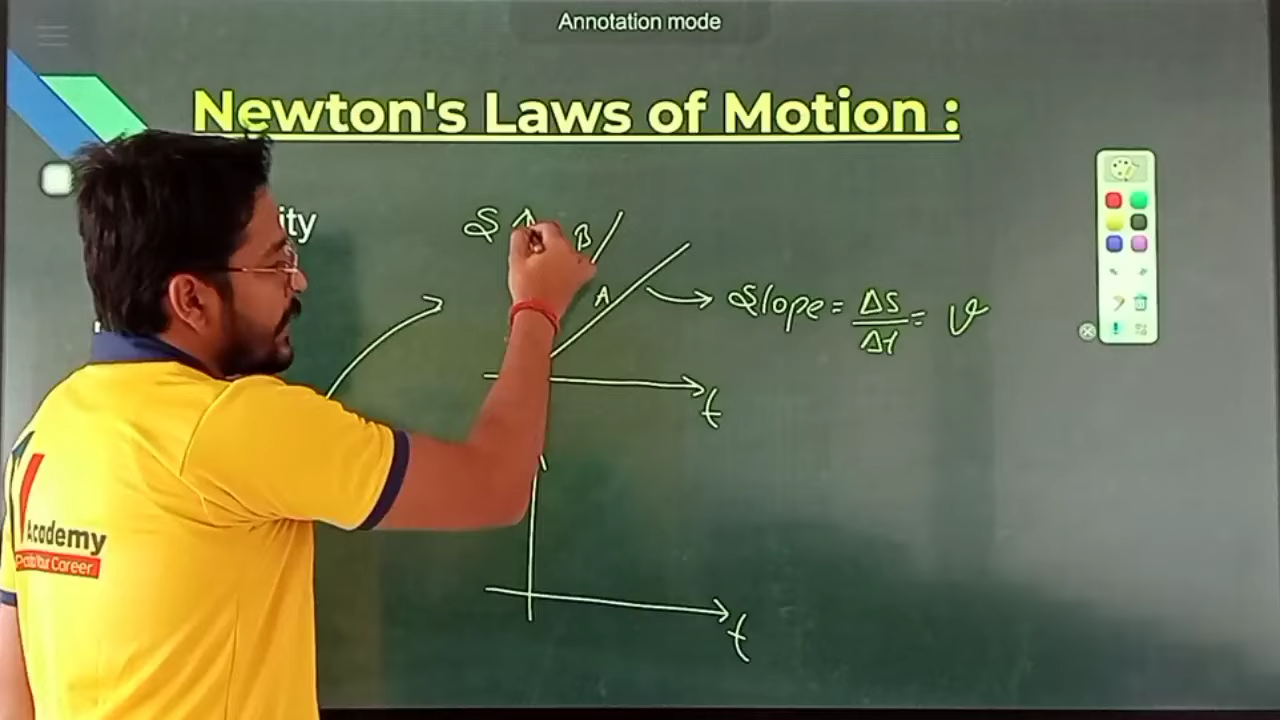 Annotation mode
Newton's Laws of Motion :
ity
S
B
A
Slope = ΔS/Δt = v
t
t
Academy